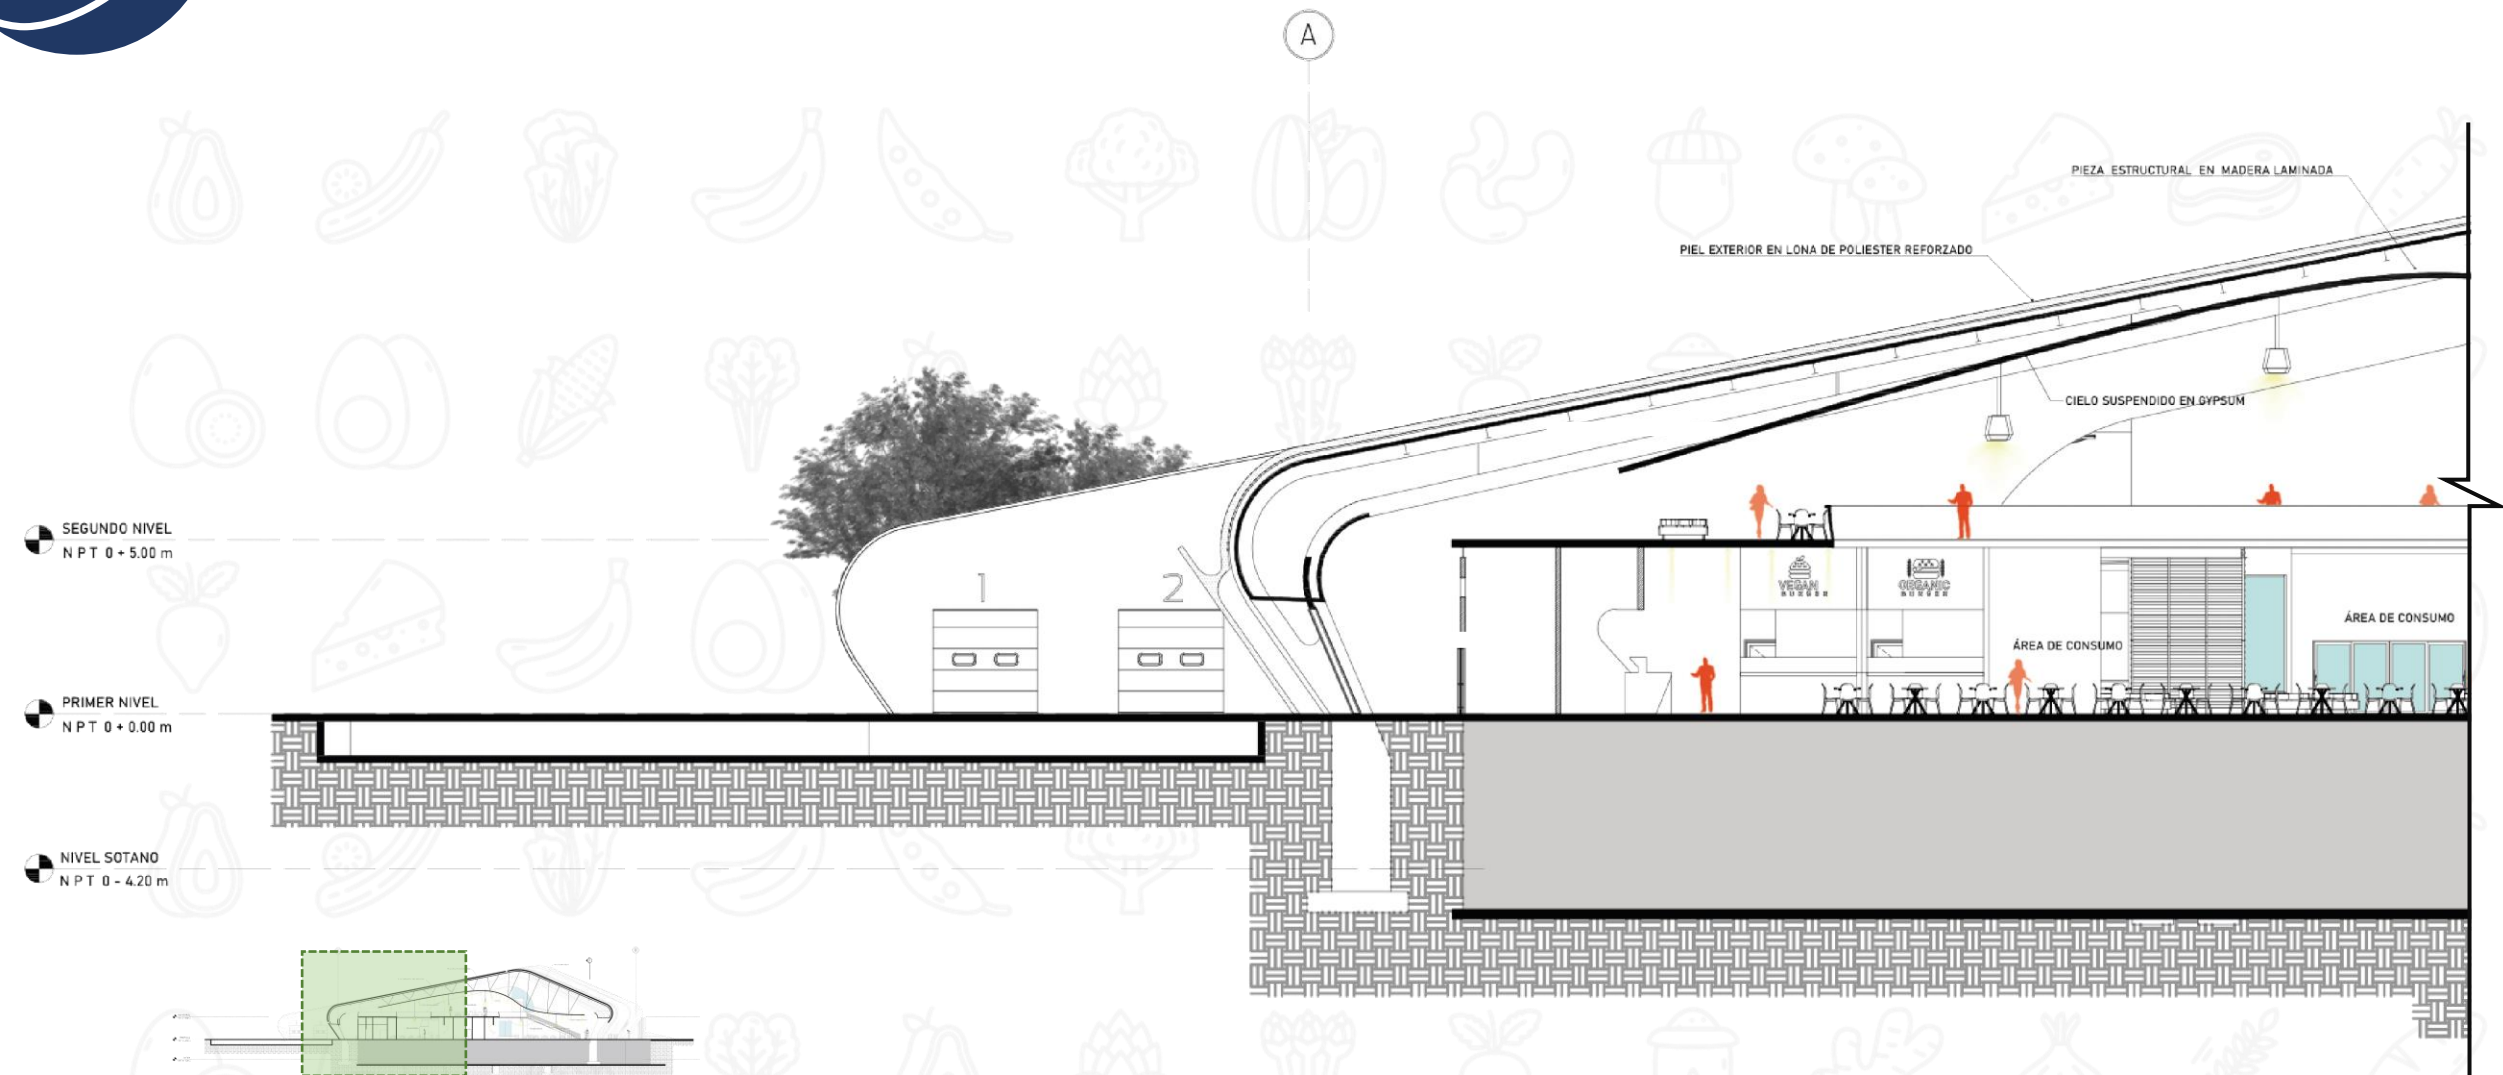 A
PIEZA ESTRUCTURAL EN MADERA LAMINADA
PIEL EXTERIOR EN LONA DE POLIESTER REFORZADO
CIELO SUSPENDIDO EN GYPSUM
SEGUNDO NIVEL
N P T 0 + 5.00 m
1
2
VEGAN
BURGER
ORGANIC
BURGER
ÁREA DE CONSUMO
ÁREA DE CONSUMO
PRIMER NIVEL
N P T 0 + 0.00 m
NIVEL SOTANO
N P T 0 - 4.20 m